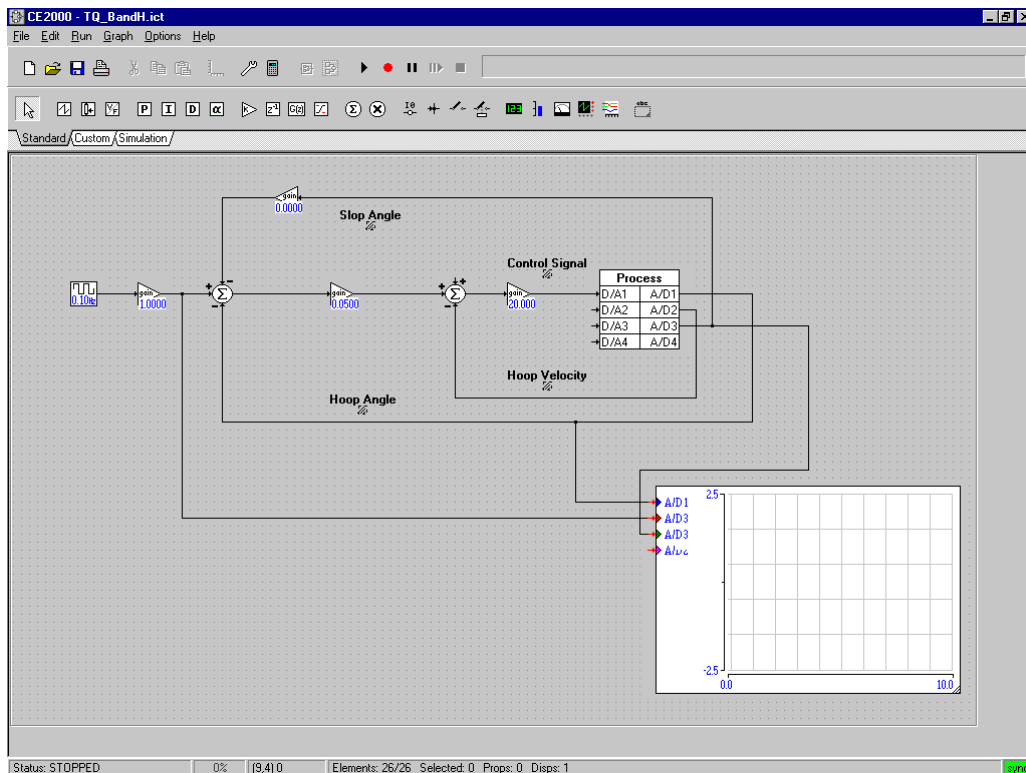 CE2000 - TQ_BandH.ict
File Edit Run Graph Options Help
Standard Custom Simulation
gain
0.0000
Slop Angle
Control Signal
Process
D/A1 A/D1
D/A2 A/D2
D/A3 A/D3
D/A4 A/D4
0.10Hz
gain
1.0000
Σ
gain
0.0500
Σ
gain
20.000
Hoop Velocity
Hoop Angle
A/D1
A/D3
A/D3
A/D2
2.5
-2.5
0.0 10.0
Status: STOPPED 0% (9,4) 0 Elements: 26/26 Selected: 0 Props: 0 Disps: 1 sync